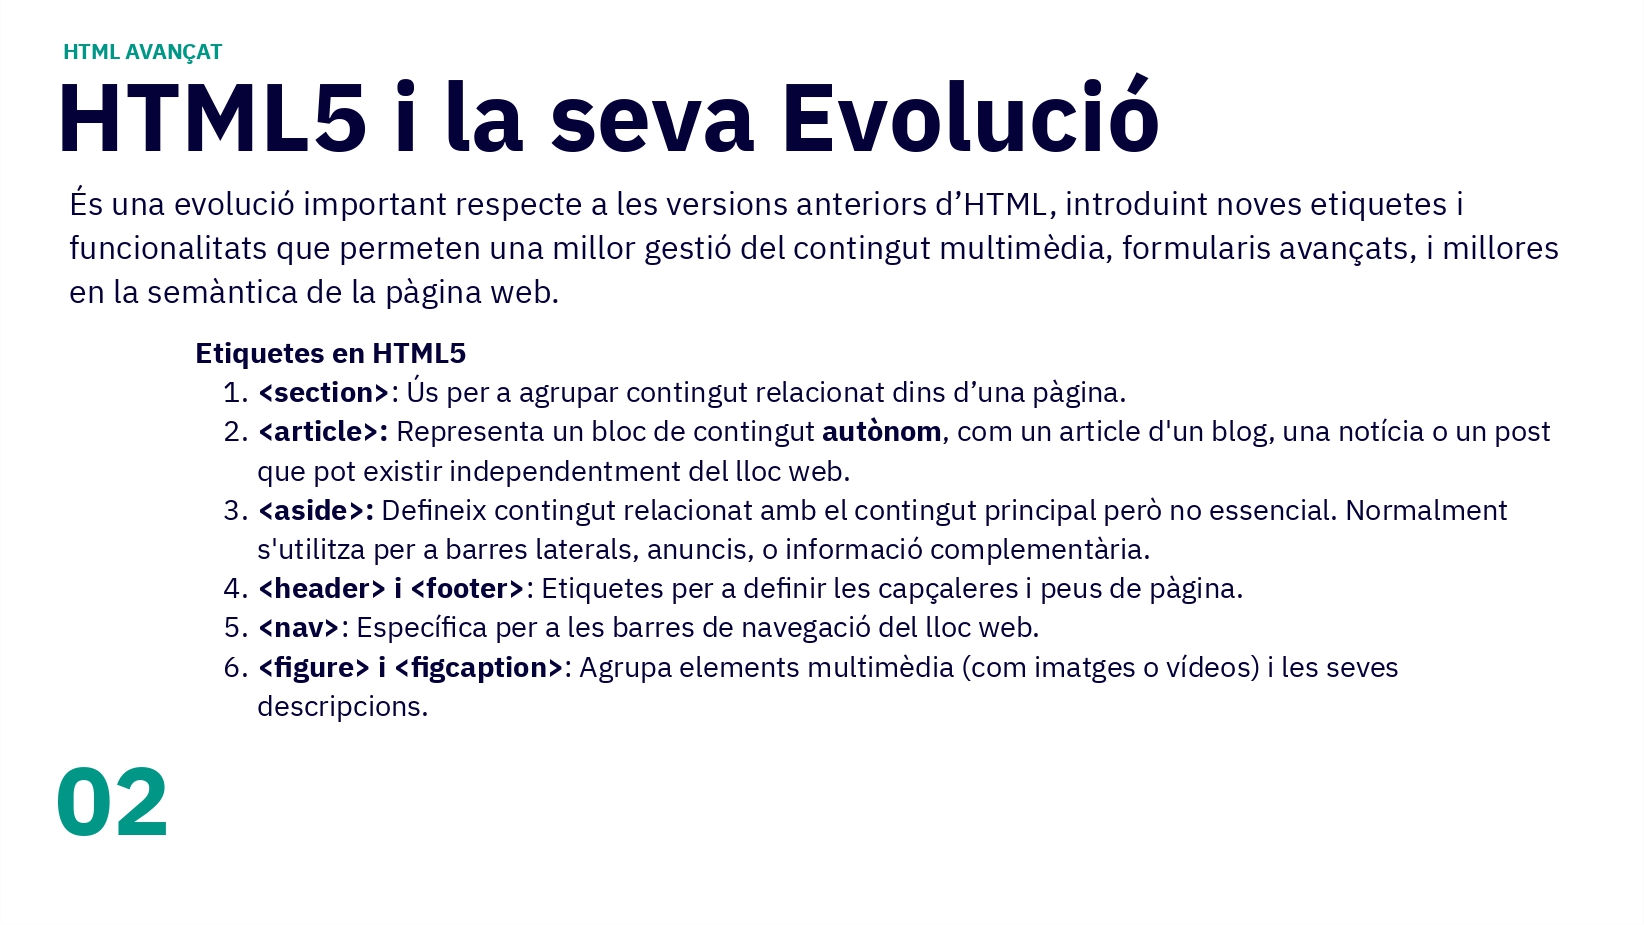 HTML AVANÇAT
HTML5 i la seva Evolució
És una evolució important respecte a les versions anteriors d’HTML, introduint noves etiquetes i
funcionalitats que permeten una millor gestió del contingut multimèdia, formularis avançats, i millores
en la semàntica de la pàgina web.
Etiquetes en HTML5
1. <section>: Ús per a agrupar contingut relacionat dins d’una pàgina.
2. <article>: Representa un bloc de contingut autònom, com un article d'un blog, una notícia o un post
que pot existir independentment del lloc web.
3. <aside>: Defineix contingut relacionat amb el contingut principal però no essencial. Normalment
s'utilitza per a barres laterals, anuncis, o informació complementària.
4. <header> i <footer>: Etiquetes per a definir les capçaleres i peus de pàgina.
5. <nav>: Específica per a les barres de navegació del lloc web.
6. <figure> i <figcaption>: Agrupa elements multimèdia (com imatges o vídeos) i les seves
descripcions.
02